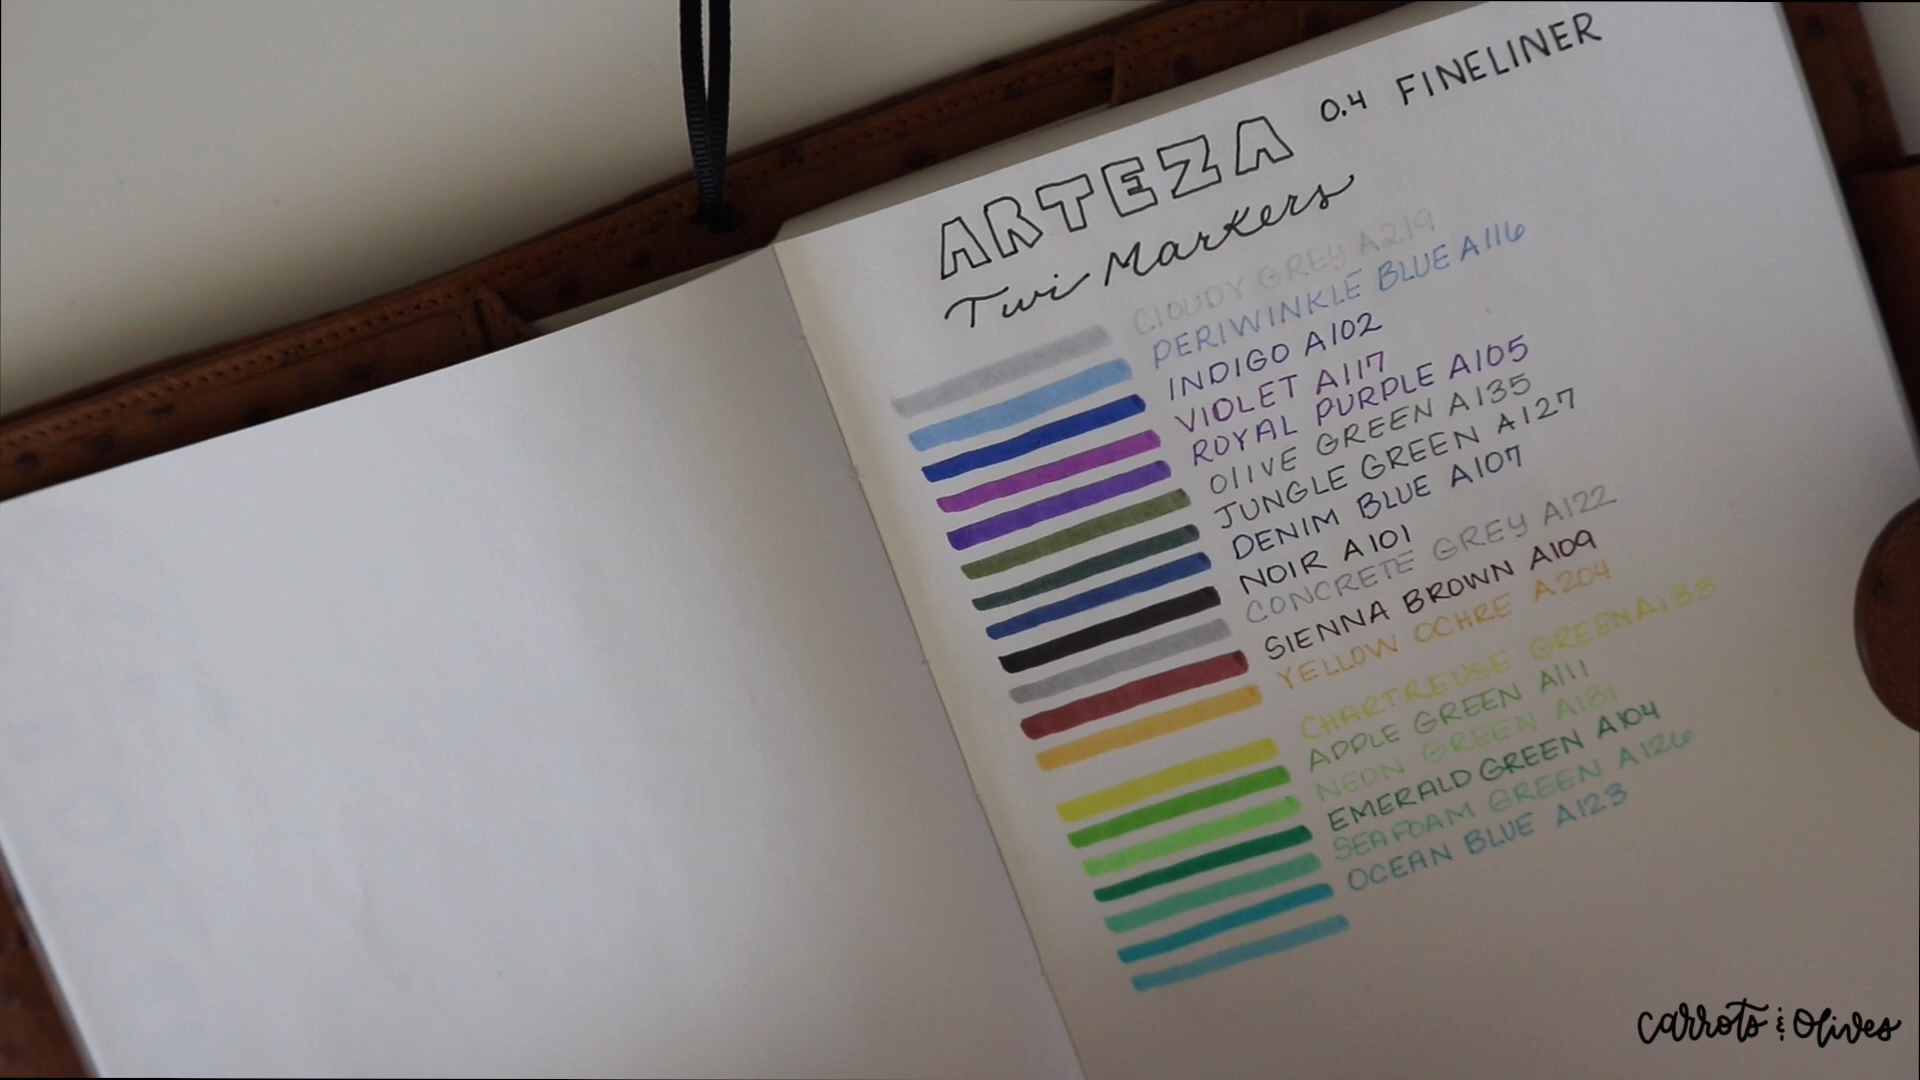 ARTEZA 0.4 FINELINER
Twi Markers
CLOUDY GREY A219
PERIWINKLE BLUE A116
INDIGO A102
VIOLET A117
ROYAL PURPLE A105
OLIVE GREEN A135
JUNGLE GREEN A127
DENIM BLUE A107
NOIR A101
CONCRETE GREY A122
SIENNA BROWN A109
YELLOW OCHRE A204
CHARTREUSE GREEN A133
APPLE GREEN A111
NEON GREEN A131
EMERALD GREEN A104
SEAFOAM GREEN A126
OCEAN BLUE A123
carrots & Olives